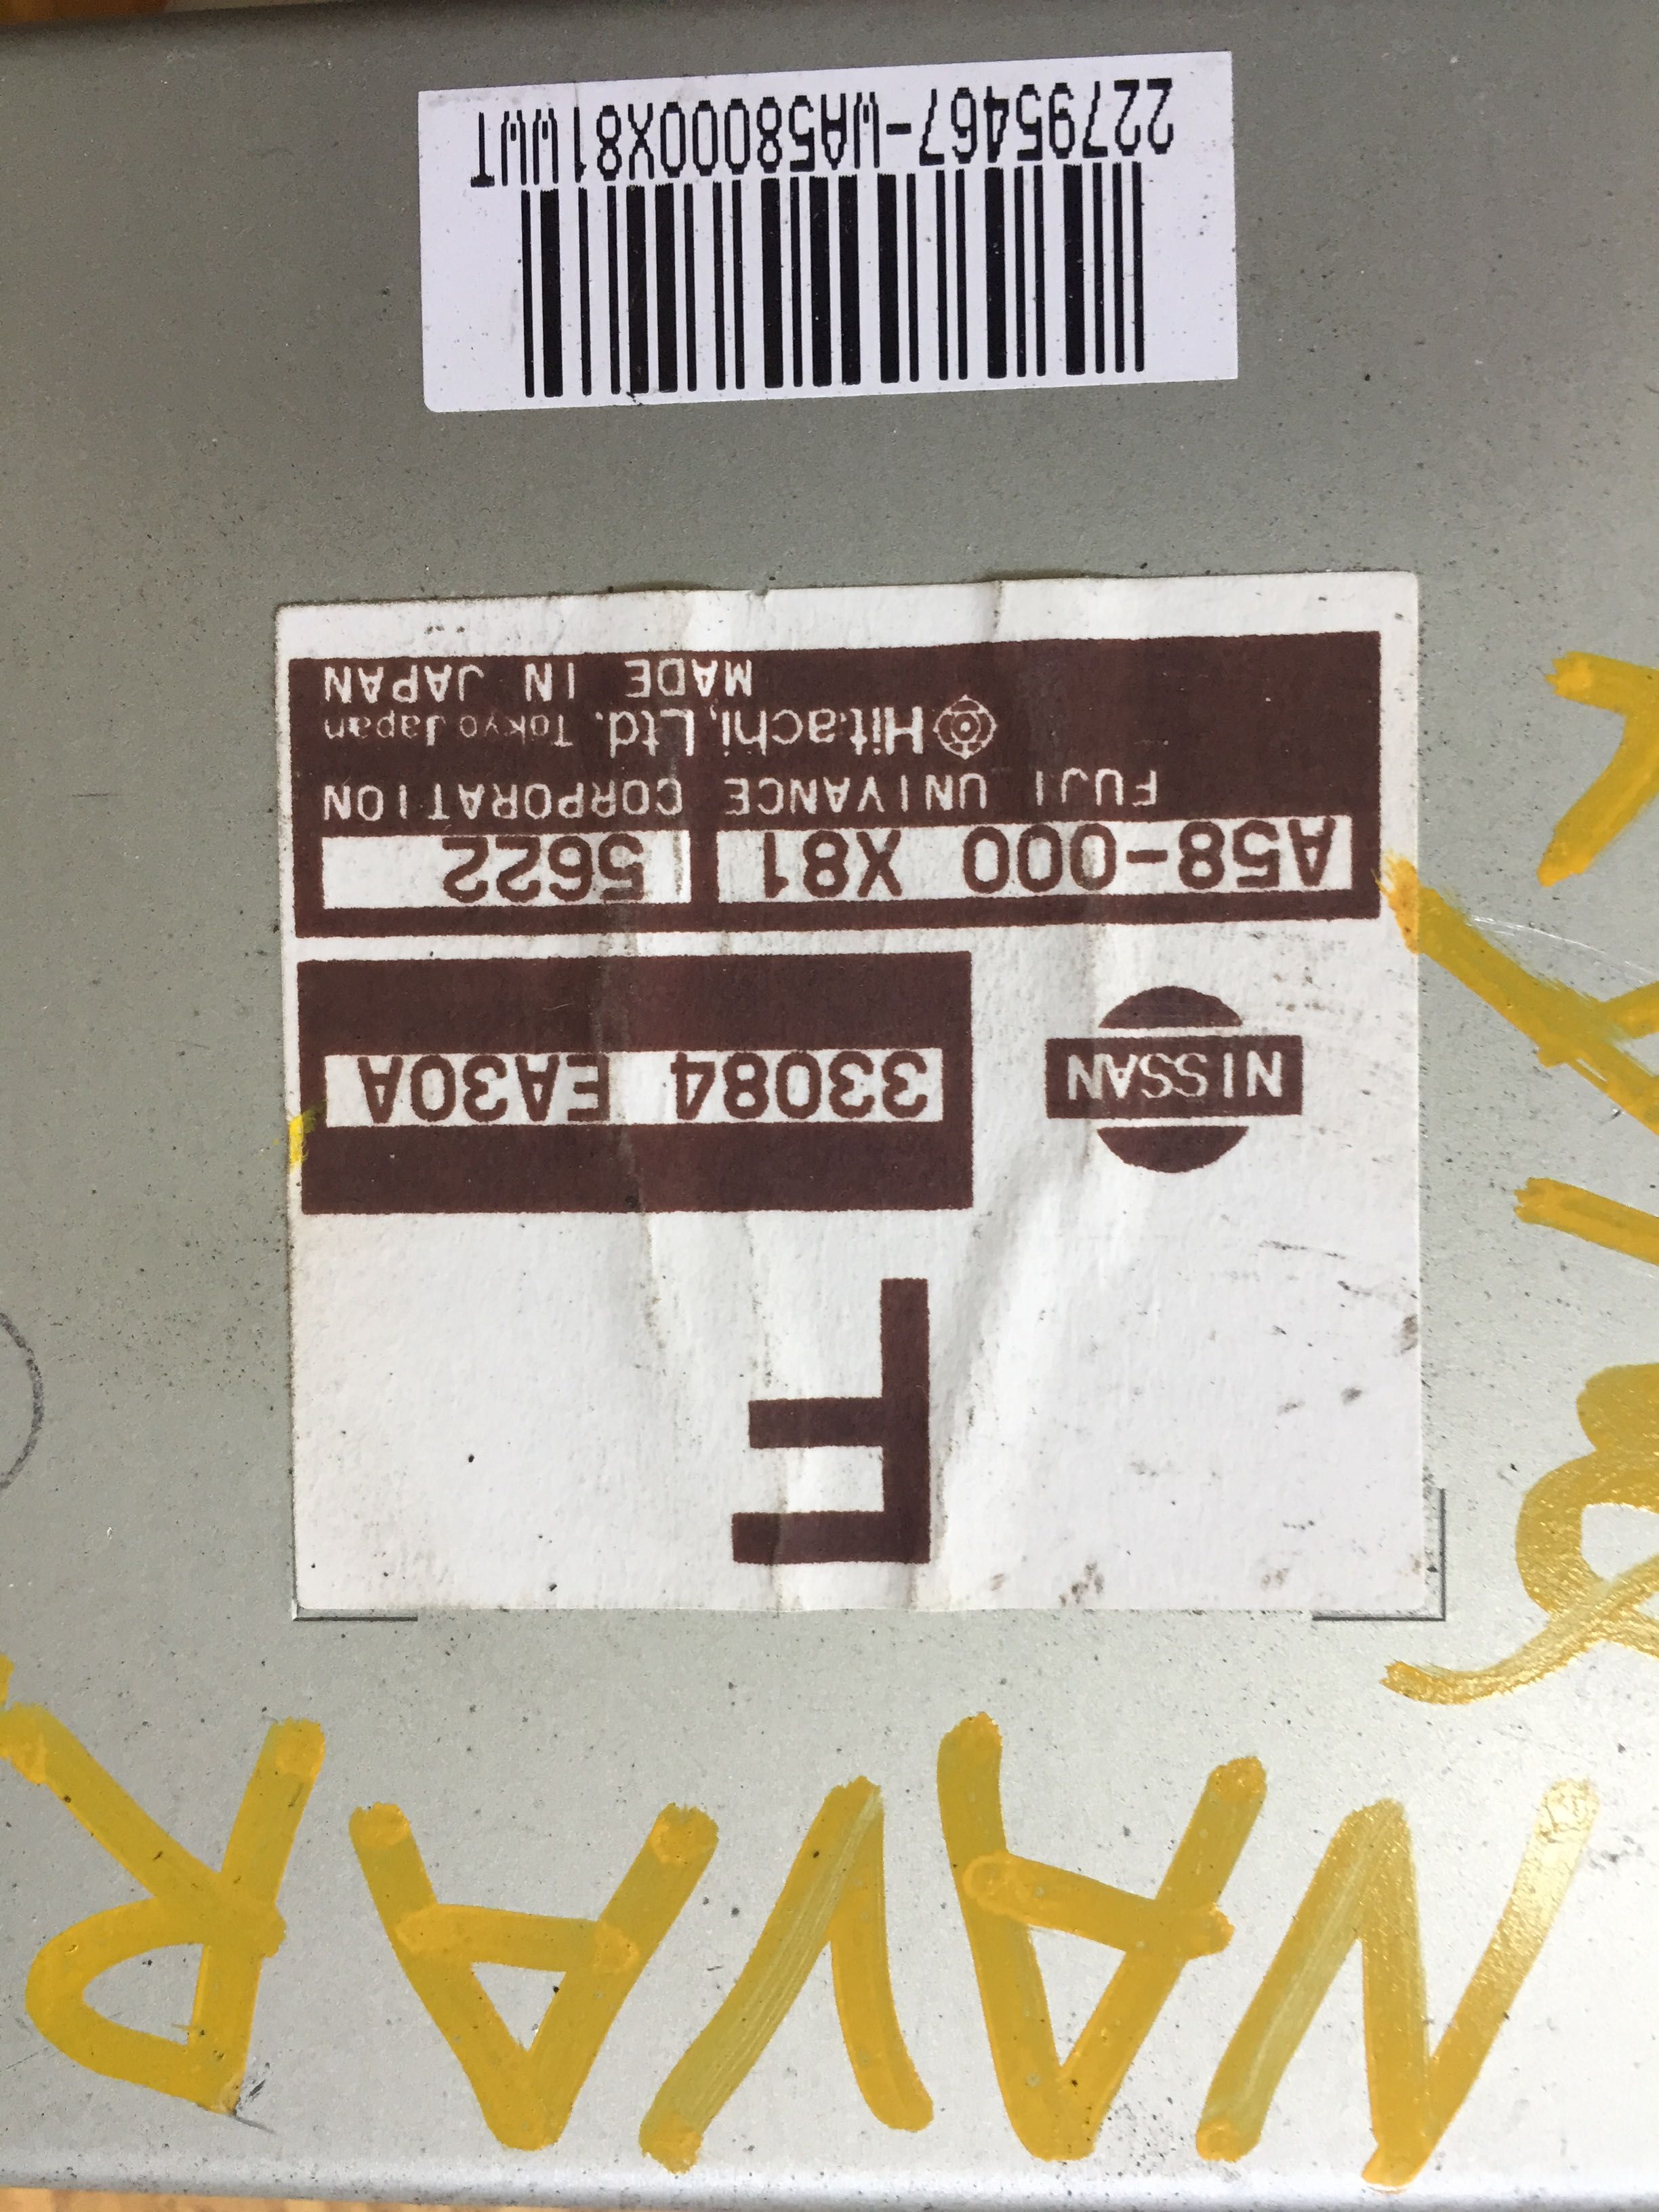 NAVAR
F
NISSAN
33084 EA30A
A58-000 X81 5622
FUJI UNIVANCE CORPORATION
Hitachi, Ltd. Tokyo Japan
MADE IN JAPAN
22795467-WA58000X81WWT